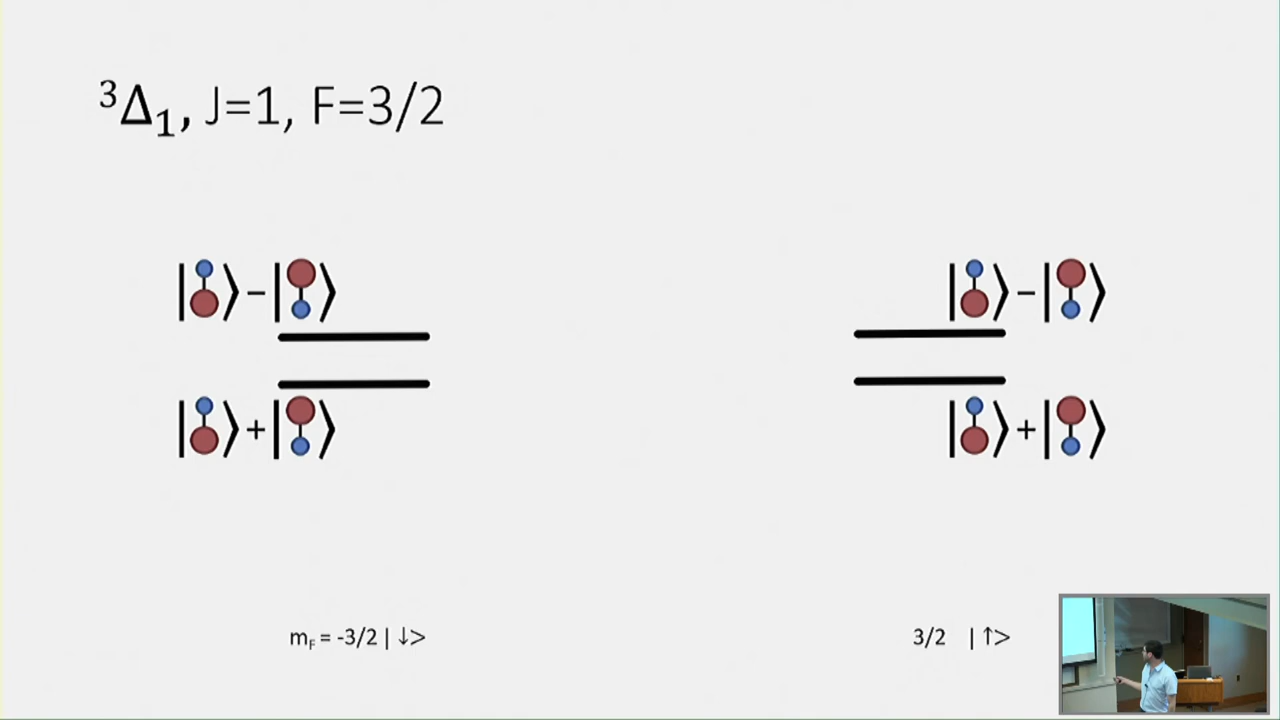 ³Δ₁, J=1, F=3/2
| ⟩−| ⟩ | ⟩−| ⟩
| ⟩+| ⟩ | ⟩+| ⟩
m_F = -3/2 | ↓> 3/2 | ↑>